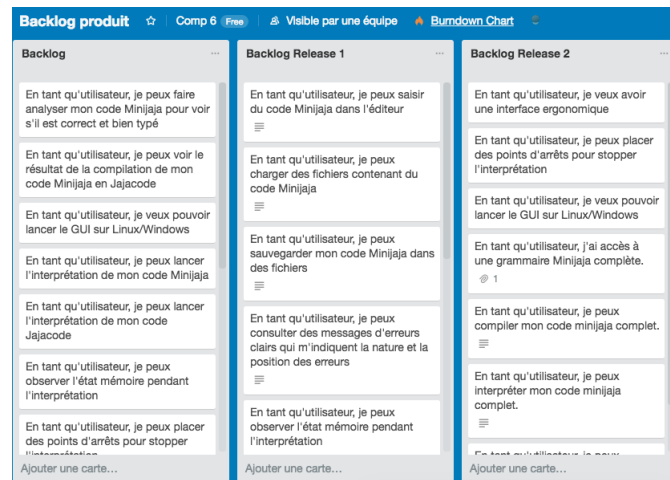 Backlog produit Comp 6 Free Visible par une équipe Burndown Chart
Backlog
En tant qu'utilisateur, je peux faire
analyser mon code Minijaja pour voir
s'il est correct et bien typé
En tant qu'utilisateur, je peux voir le
résultat de la compilation de mon
code Minijaja en Jajacode
En tant qu'utilisateur, je veux pouvoir
lancer le GUI sur Linux/Windows
En tant qu'utilisateur, je peux lancer
l'interprétation de mon code Minijaja
En tant qu'utilisateur, je peux lancer
l'interprétation de mon code
Jajacode
En tant qu'utilisateur, je peux
observer l'état mémoire pendant
l'interprétation
En tant qu'utilisateur, je peux placer
des points d'arrêts pour stopper
l'interprétation
Ajouter une carte…
Backlog Release 1
En tant qu'utilisateur, je peux saisir
du code Minijaja dans l'éditeur
En tant qu'utilisateur, je peux
charger des fichiers contenant du
code Minijaja
En tant qu'utilisateur, je peux
sauvegarder mon code Minijaja dans
des fichiers
En tant qu'utilisateur, je peux
consulter des messages d'erreurs
clairs qui m'indiquent la nature et la
position des erreurs
En tant qu'utilisateur, je peux
observer l'état mémoire pendant
l'interprétation
Ajouter une carte…
Backlog Release 2
En tant qu'utilisateur, je veux avoir
une interface ergonomique
En tant qu'utilisateur, je peux placer
des points d'arrêts pour stopper
l'interprétation
En tant qu'utilisateur, je veux pouvoir
lancer le GUI sur Linux/Windows
En tant qu'utilisateur, j'ai accès à
une grammaire Minijaja complète.
1
En tant qu'utilisateur, je peux
compiler mon code minijaja complet.
En tant qu'utilisateur, je peux
interpréter mon code minijaja
complet.
En tant qu'utilisateur, je peux
Ajouter une carte…